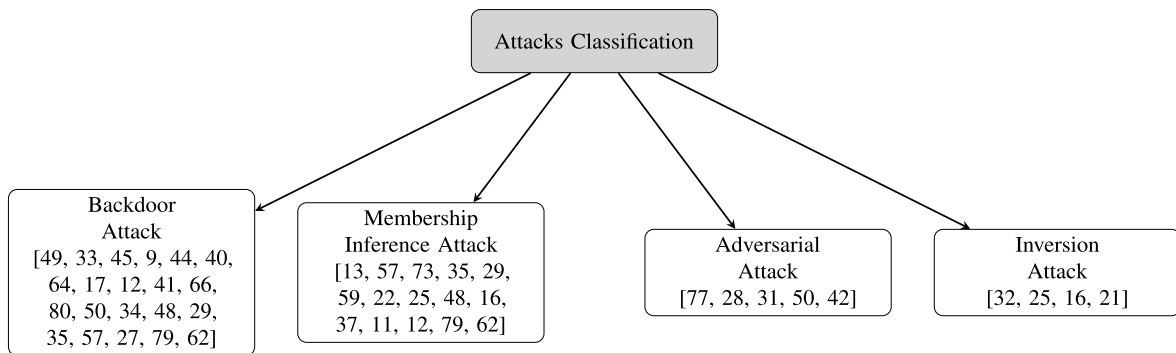 Attacks Classification
Backdoor
Attack
[49, 33, 45, 9, 44, 40,
64, 17, 12, 41, 66,
80, 50, 34, 48, 29,
35, 57, 27, 79, 62]
Membership
Inference Attack
[13, 57, 73, 35, 29,
59, 22, 25, 48, 16,
37, 11, 12, 79, 62]
Adversarial
Attack
[77, 28, 31, 50, 42]
Inversion
Attack
[32, 25, 16, 21]